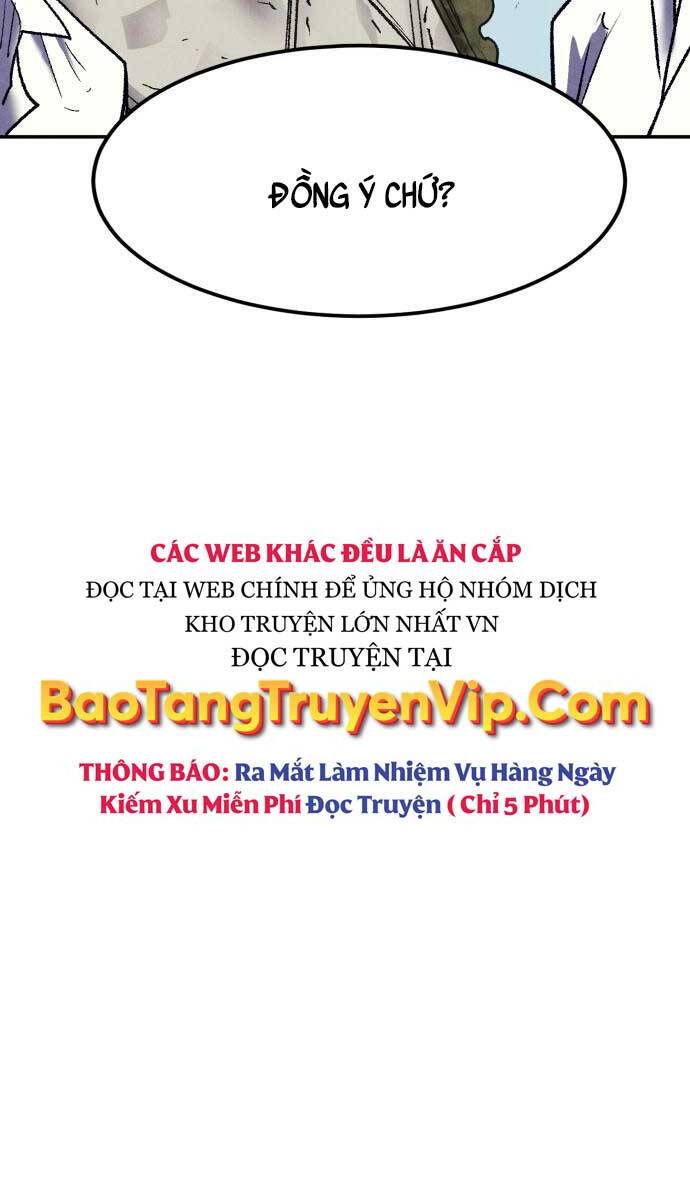 ĐỒNG Ý CHỨ?
CÁC WEB KHÁC ĐỀU LÀ ĂN CẮP
ĐỌC TẠI WEB CHÍNH ĐỂ ỦNG HỘ NHÓM DỊCH
KHO TRUYỆN LỚN NHẤT VN
ĐỌC TRUYỆN TẠI
BaoTangTruyenVip.Com
THÔNG BÁO: Ra Mắt Làm Nhiệm Vụ Hàng Ngày
Kiếm Xu Miễn Phí Đọc Truyện ( Chỉ 5 Phút)